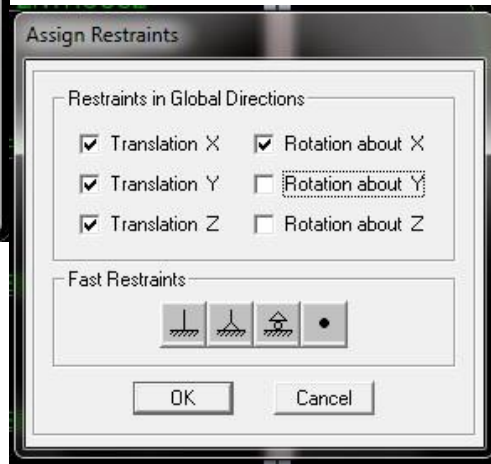 Assign Restraints
Restraints in Global Directions
Translation X Rotation about X
Translation Y Rotation about Y
Translation Z Rotation about Z
Fast Restraints
OK Cancel